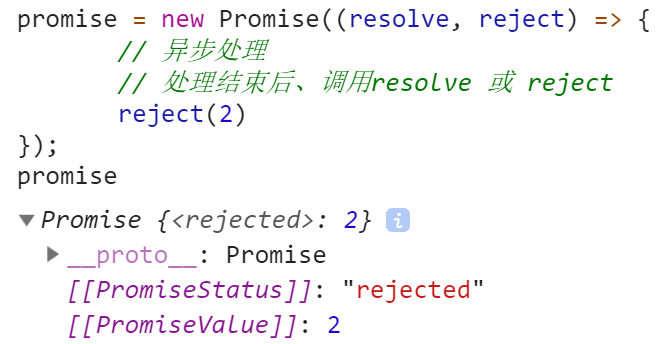 promise = new Promise((resolve, reject) => {
// 异步处理
// 处理结束后、调用resolve 或 reject
reject(2)
});
promise
▼Promise {<rejected>: 2} i
▶__proto__: Promise
[[PromiseStatus]]: "rejected"
[[PromiseValue]]: 2